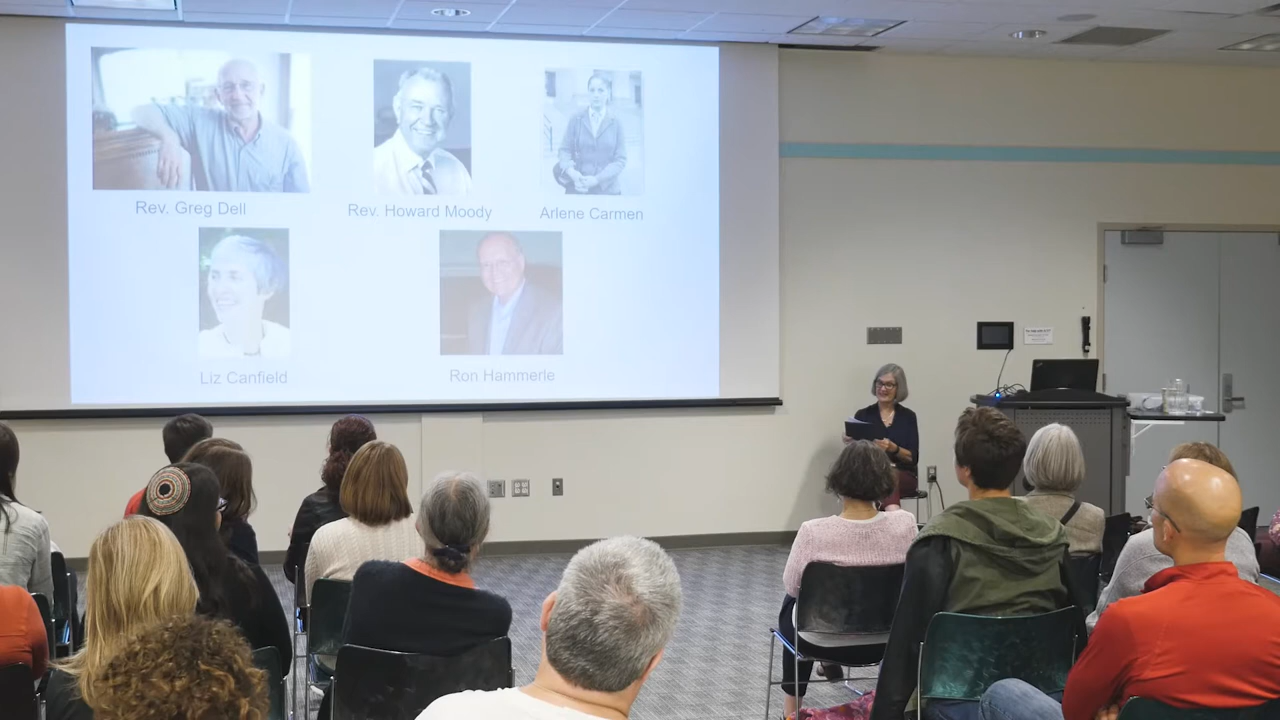 Rev. Greg Dell
Rev. Howard Moody
Arlene Carmen
Liz Canfield
Ron Hammerle